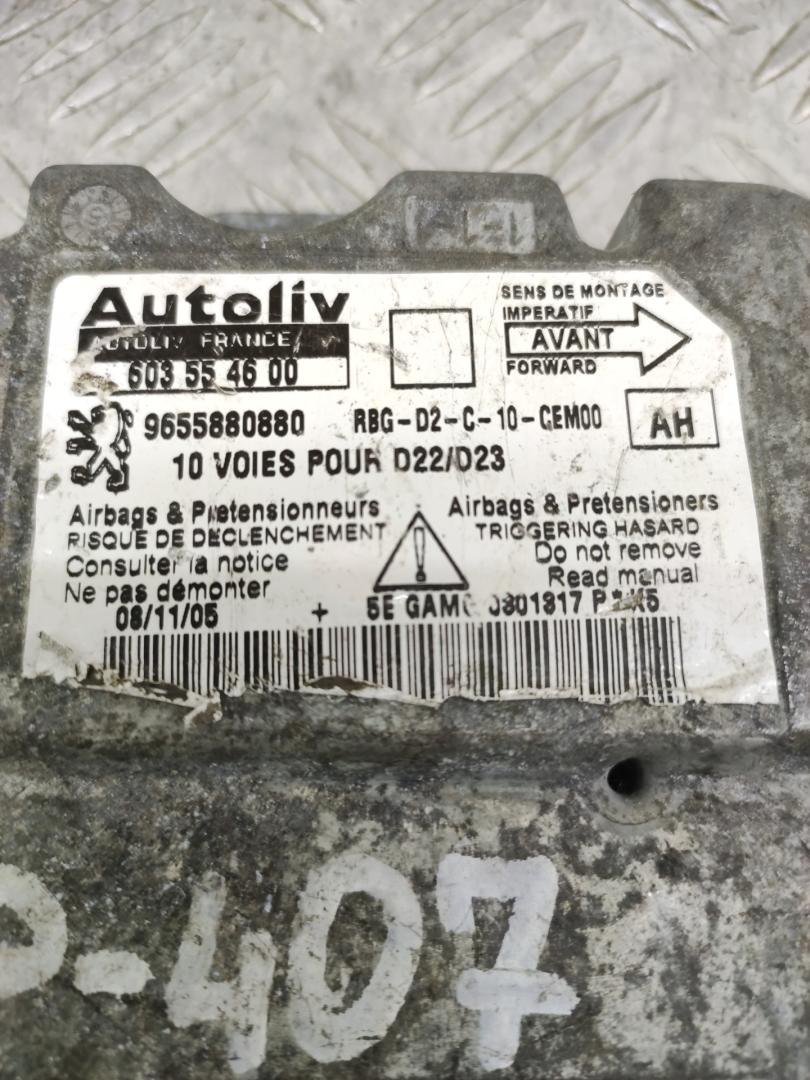 Autoliv
AUTOLIV FRANCE
603 55 46 00
SENS DE MONTAGE
IMPERATIF
AVANT
FORWARD
9655880880 RBG-D2-C-10-CEM00 AH
10 VOIES POUR D22/D23
Airbags & Pretensionneurs
RISQUE DE DECLENCHEMENT
Consulter la notice
Ne pas démonter
Airbags & Pretensioners
TRIGGERING HASARD
Do not remove
Read manual
08/11/05 + 5E
P-407